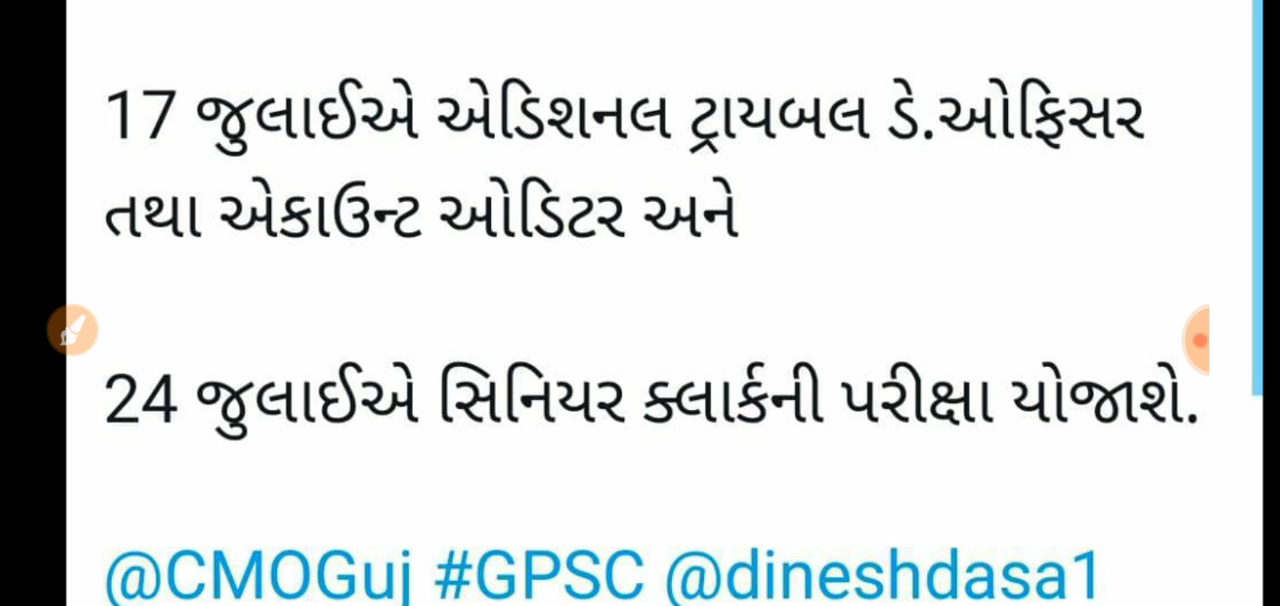 17 જુલાઈએ એડિશનલ ટ્રાયબલ ડે.ઓફિસર
તથા એકાઉન્ટ ઓડિટર અને
24 જુલાઈએ સિનિયર ક્લાર્કની પરીક્ષા યોજાશે.
@CMOGuj #GPSC @dineshdasa1